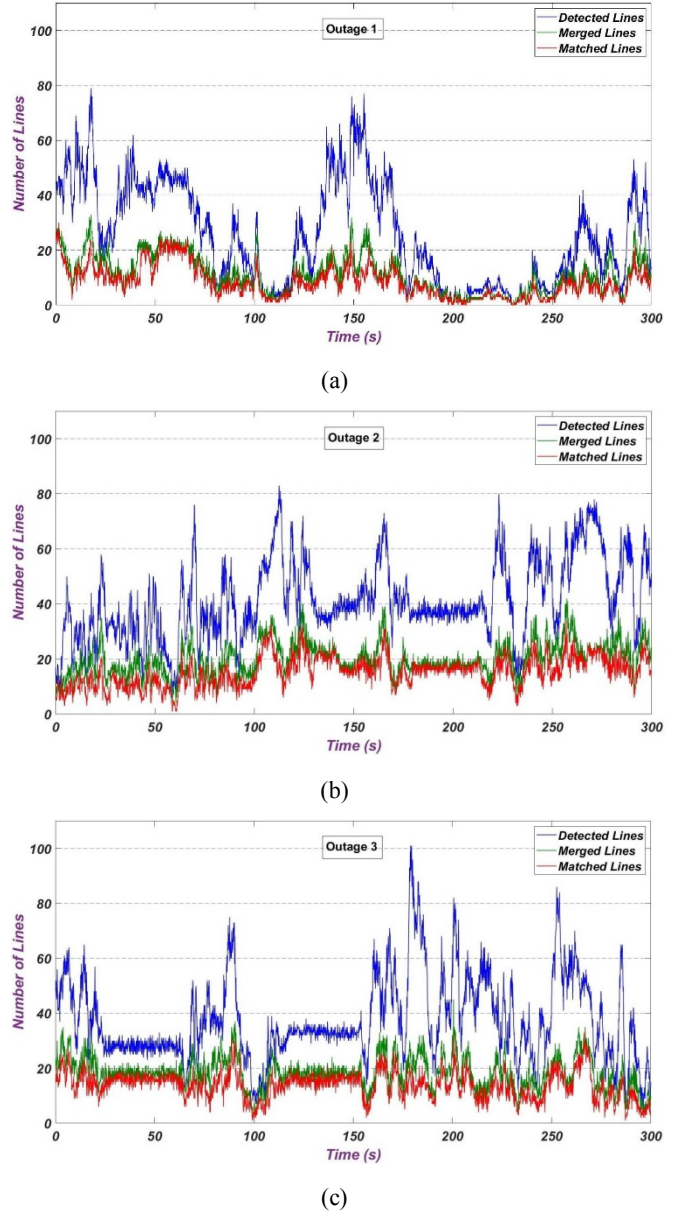 Outage 1
Detected Lines
Merged Lines
Matched Lines
Number of Lines
100
80
60
40
20
0
0 50 100 150 200 250 300
Time (s)
(a)
Outage 2
Detected Lines
Merged Lines
Matched Lines
Number of Lines
100
80
60
40
20
0
0 50 100 150 200 250 300
Time (s)
(b)
Outage 3
Detected Lines
Merged Lines
Matched Lines
Number of Lines
100
80
60
40
20
0
0 50 100 150 200 250 300
Time (s)
(c)